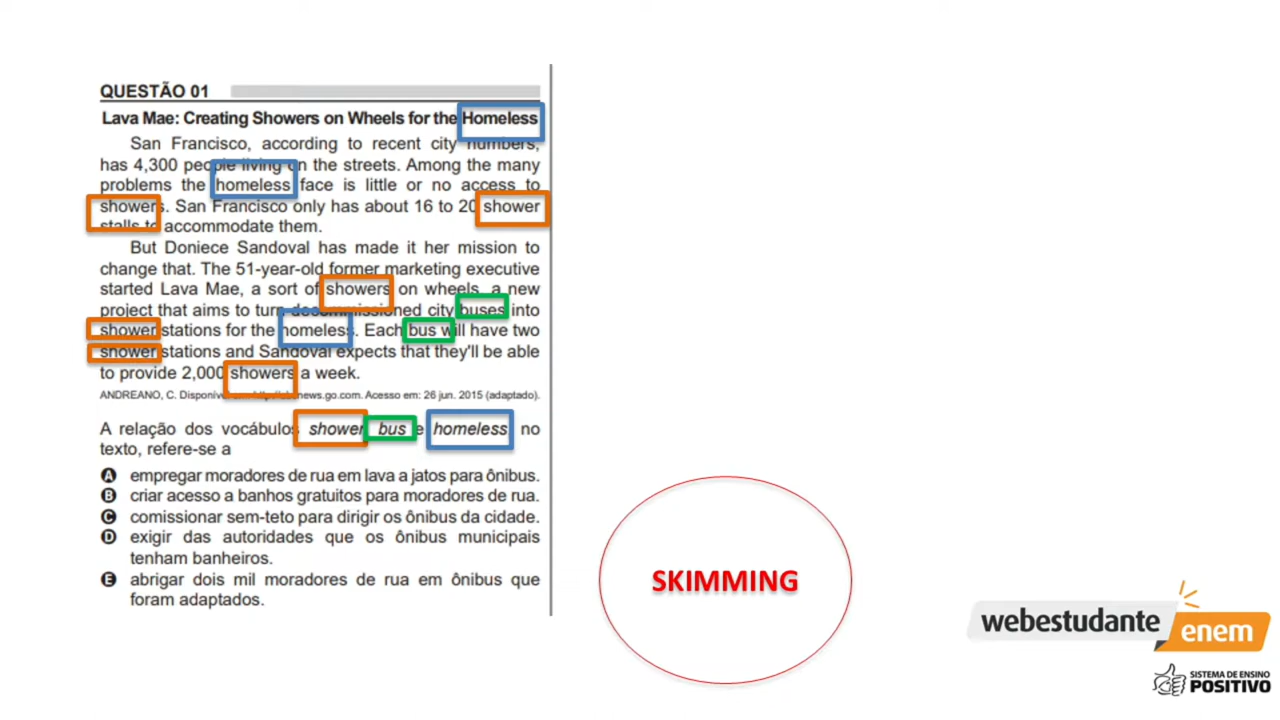 QUESTÃO 01
Lava Mae: Creating Showers on Wheels for the Homeless
San Francisco, according to recent city numbers,
has 4,300 people living on the streets. Among the many
problems the homeless face is little or no access to
showers. San Francisco only has about 16 to 20 shower
stalls to accommodate them.
But Doniece Sandoval has made it her mission to
change that. The 51-year-old former marketing executive
started Lava Mae, a sort of showers on wheels, a new
project that aims to turn decommissioned city buses into
shower stations for the homeless. Each bus will have two
shower stations and Sandoval expects that they'll be able
to provide 2,000 showers a week.
ANDREANO, C. Disponível em: Acesso em: 26 jun. 2015 (adaptado).
A relação dos vocábulos shower bus e homeless, no
texto, refere-se a
A empregar moradores de rua em lava a jatos para ônibus.
B criar acesso a banhos gratuitos para moradores de rua.
C comissionar sem-teto para dirigir os ônibus da cidade.
D exigir das autoridades que os ônibus municipais
tenham banheiros.
E abrigar dois mil moradores de rua em ônibus que
foram adaptados.
SKIMMING
webestudante
enem
SISTEMA DE ENSINO
POSITIVO